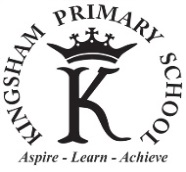 KINGSHAM PRIMARY SCHOOL
K
Aspire - Learn - Achieve